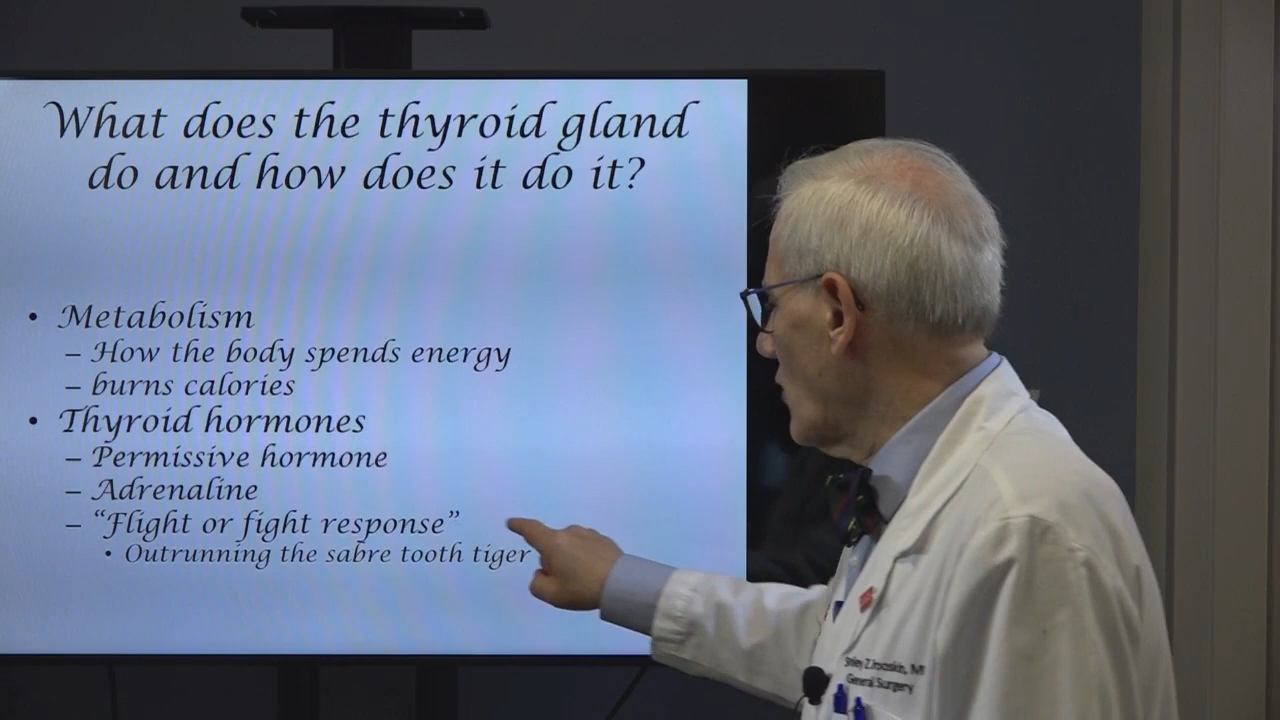 What does the thyroid gland
do and how does it do it?
• Metabolism
– How the body spends energy
– burns calories
• Thyroid hormones
– Permissive hormone
– Adrenaline
– “Flight or fight response”
• Outrunning the sabre tooth tiger
General Surgery